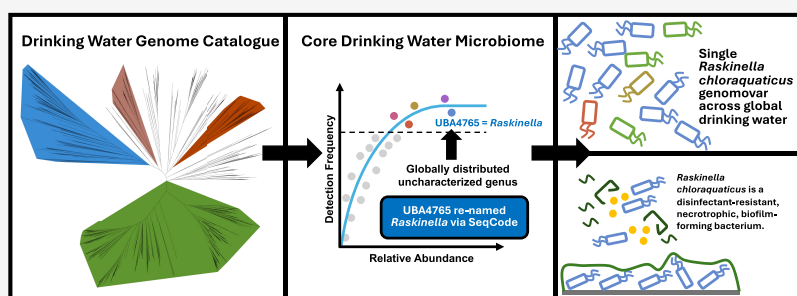 Drinking Water Genome Catalogue
Core Drinking Water Microbiome
Detection Frequency
UBA4765 = Raskinella
Globally distributed
uncharacterized genus
UBA4765 re-named
Raskinella via SeqCode
Relative Abundance
Single
Raskinella
chloraquaticus
genomovar
across global
drinking water
Raskinella
chloraquaticus is a
disinfectant-resistant,
necrotrophic, biofilm-
forming bacterium.